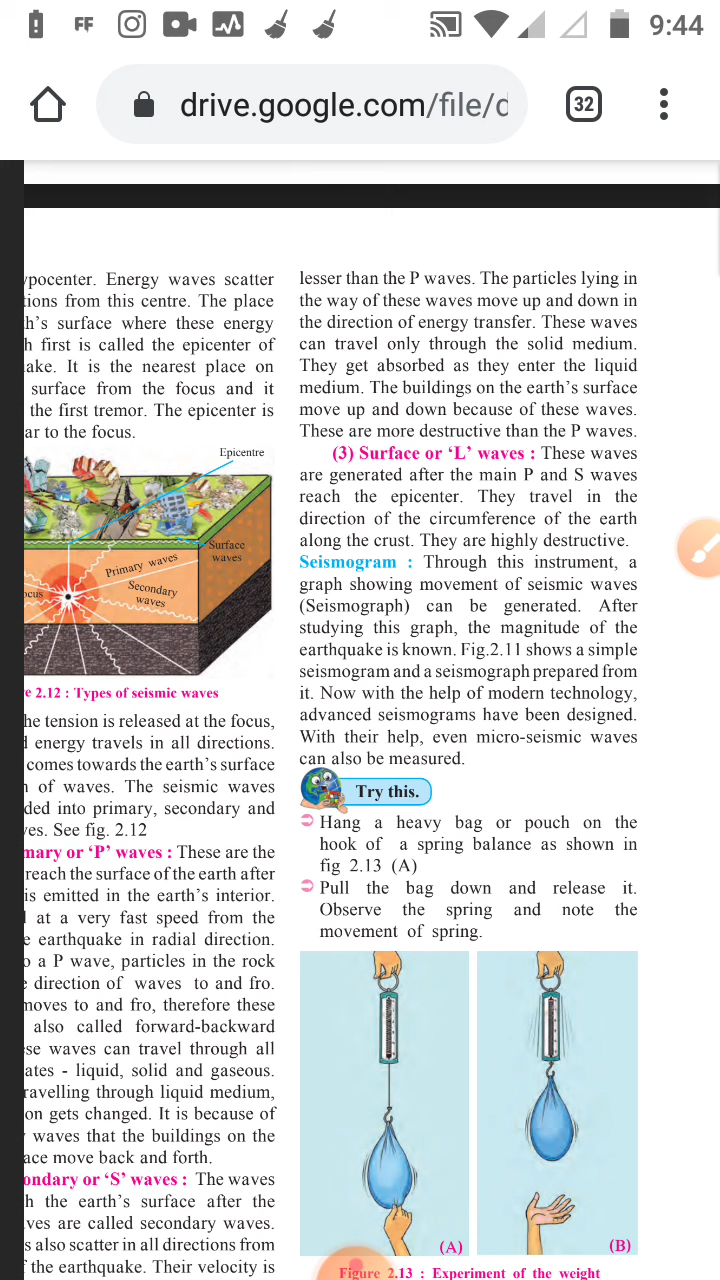 FF
9:44
drive.google.com/file/d
32
ypocenter. Energy waves scatter
tions from this centre. The place
h's surface where these energy
h first is called the epicenter of
ake. It is the nearest place on
surface from the focus and it
the first tremor. The epicenter is
ar to the focus.
Epicentre
Surface
waves
Primary waves
Secondary
waves
ocus
e 2.12 : Types of seismic waves
he tension is released at the focus,
energy travels in all directions.
comes towards the earth's surface
of waves. The seismic waves
ded into primary, secondary and
ves. See fig. 2.12
mary or 'P' waves : These are the
reach the surface of the earth after
is emitted in the earth's interior.
at a very fast speed from the
e earthquake in radial direction.
o a P wave, particles in the rock
e direction of waves to and fro.
moves to and fro, therefore these
also called forward-backward
se waves can travel through all
ates - liquid, solid and gaseous.
ravelling through liquid medium,
on gets changed. It is because of
waves that the buildings on the
ace move back and forth.
ondary or 'S' waves : The waves
h the earth's surface after the
ves are called secondary waves.
s also scatter in all directions from
f the earthquake. Their velocity is
lesser than the P waves. The particles lying in
the way of these waves move up and down in
the direction of energy transfer. These waves
can travel only through the solid medium.
They get absorbed as they enter the liquid
medium. The buildings on the earth's surface
move up and down because of these waves.
These are more destructive than the P waves.
(3) Surface or 'L' waves : These waves
are generated after the main P and S waves
reach the epicenter. They travel in the
direction of the circumference of the earth
along the crust. They are highly destructive.
Seismogram : Through this instrument, a
graph showing movement of seismic waves
(Seismograph) can be generated. After
studying this graph, the magnitude of the
earthquake is known. Fig.2.11 shows a simple
seismogram and a seismograph prepared from
it. Now with the help of modern technology,
advanced seismograms have been designed.
With their help, even micro-seismic waves
can also be measured.
Try this.
Hang a heavy bag or pouch on the
hook of a spring balance as shown in
fig 2.13 (A)
Pull the bag down and release it.
Observe the spring and note the
movement of spring.
(A)
(B)
Figure 2.13 : Experiment of the weight